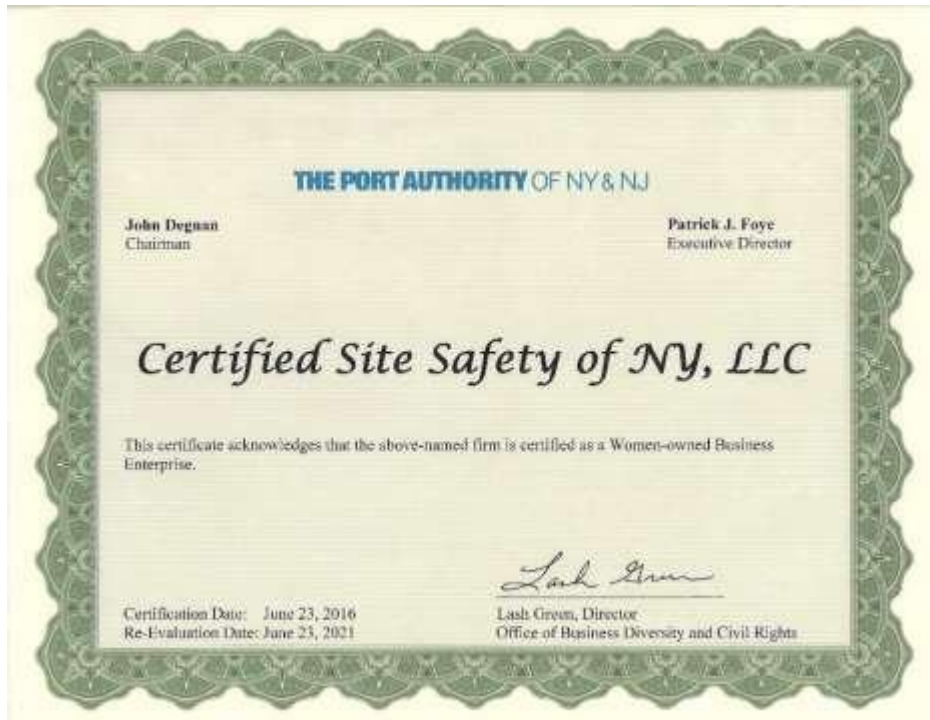 THE PORT AUTHORITY OF NY & NJ
John Degnan
Chairman
Patrick J. Foye
Executive Director
Certified Site Safety of NY, LLC
This certificate acknowledges that the above-named firm is certified as a Women-owned Business
Enterprise.
Lash Green
Certification Date: June 23, 2016
Re-Evaluation Date: June 23, 2021
Lash Green, Director
Office of Business Diversity and Civil Rights